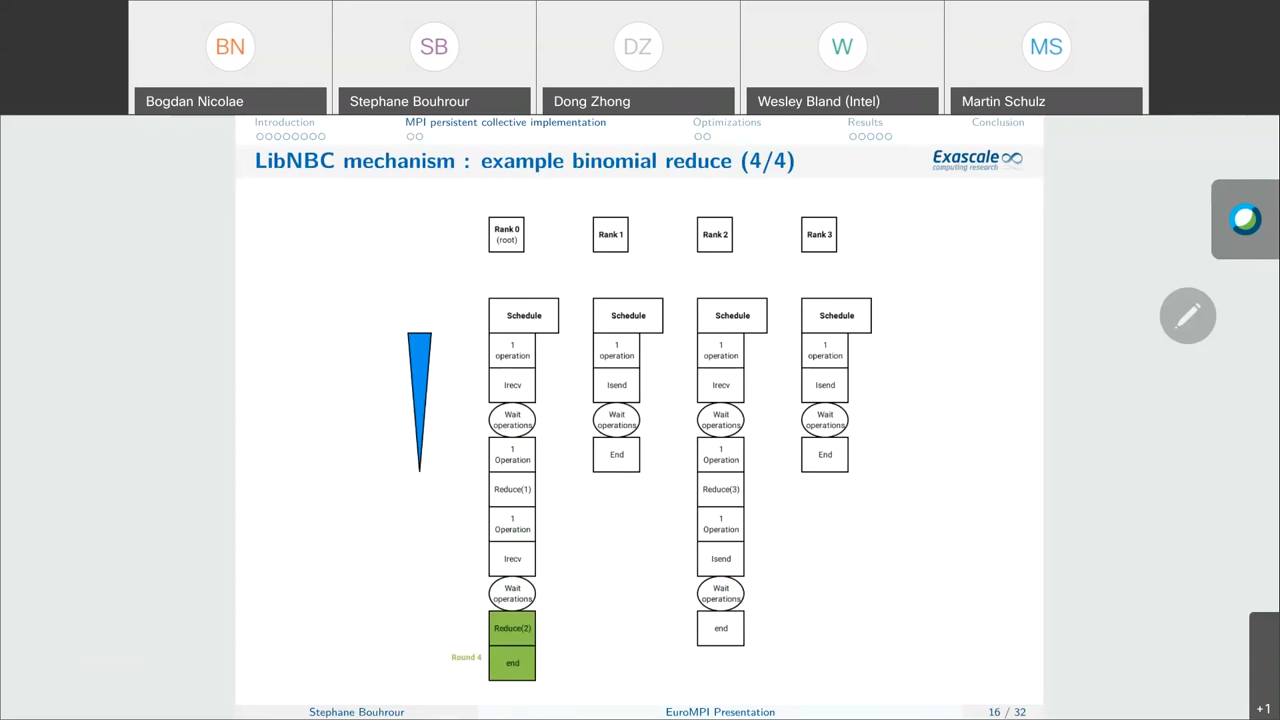 BN
SB
DZ
W
MS
Bogdan Nicolae
Stephane Bouhrour
Dong Zhong
Wesley Bland (Intel)
Martin Schulz
Introduction
MPI persistent collective implementation
Optimizations
Results
Conclusion
LibNBC mechanism : example binomial reduce (4/4)
Exascale
computing research
Rank 0
(root)
Rank 1
Rank 2
Rank 3
Schedule
Schedule
Schedule
Schedule
1
operation
1
operation
1
operation
1
operation
Irecv
Isend
Irecv
Isend
Wait
operations
Wait
operations
Wait
operations
Wait
operations
1
Operation
End
1
Operation
End
Reduce(1)
Reduce(3)
1
Operation
1
Operation
Irecv
Isend
Wait
operations
Wait
operations
Reduce(2)
end
Round 4
end
Stephane Bouhrour
EuroMPI Presentation
16 / 32
+1